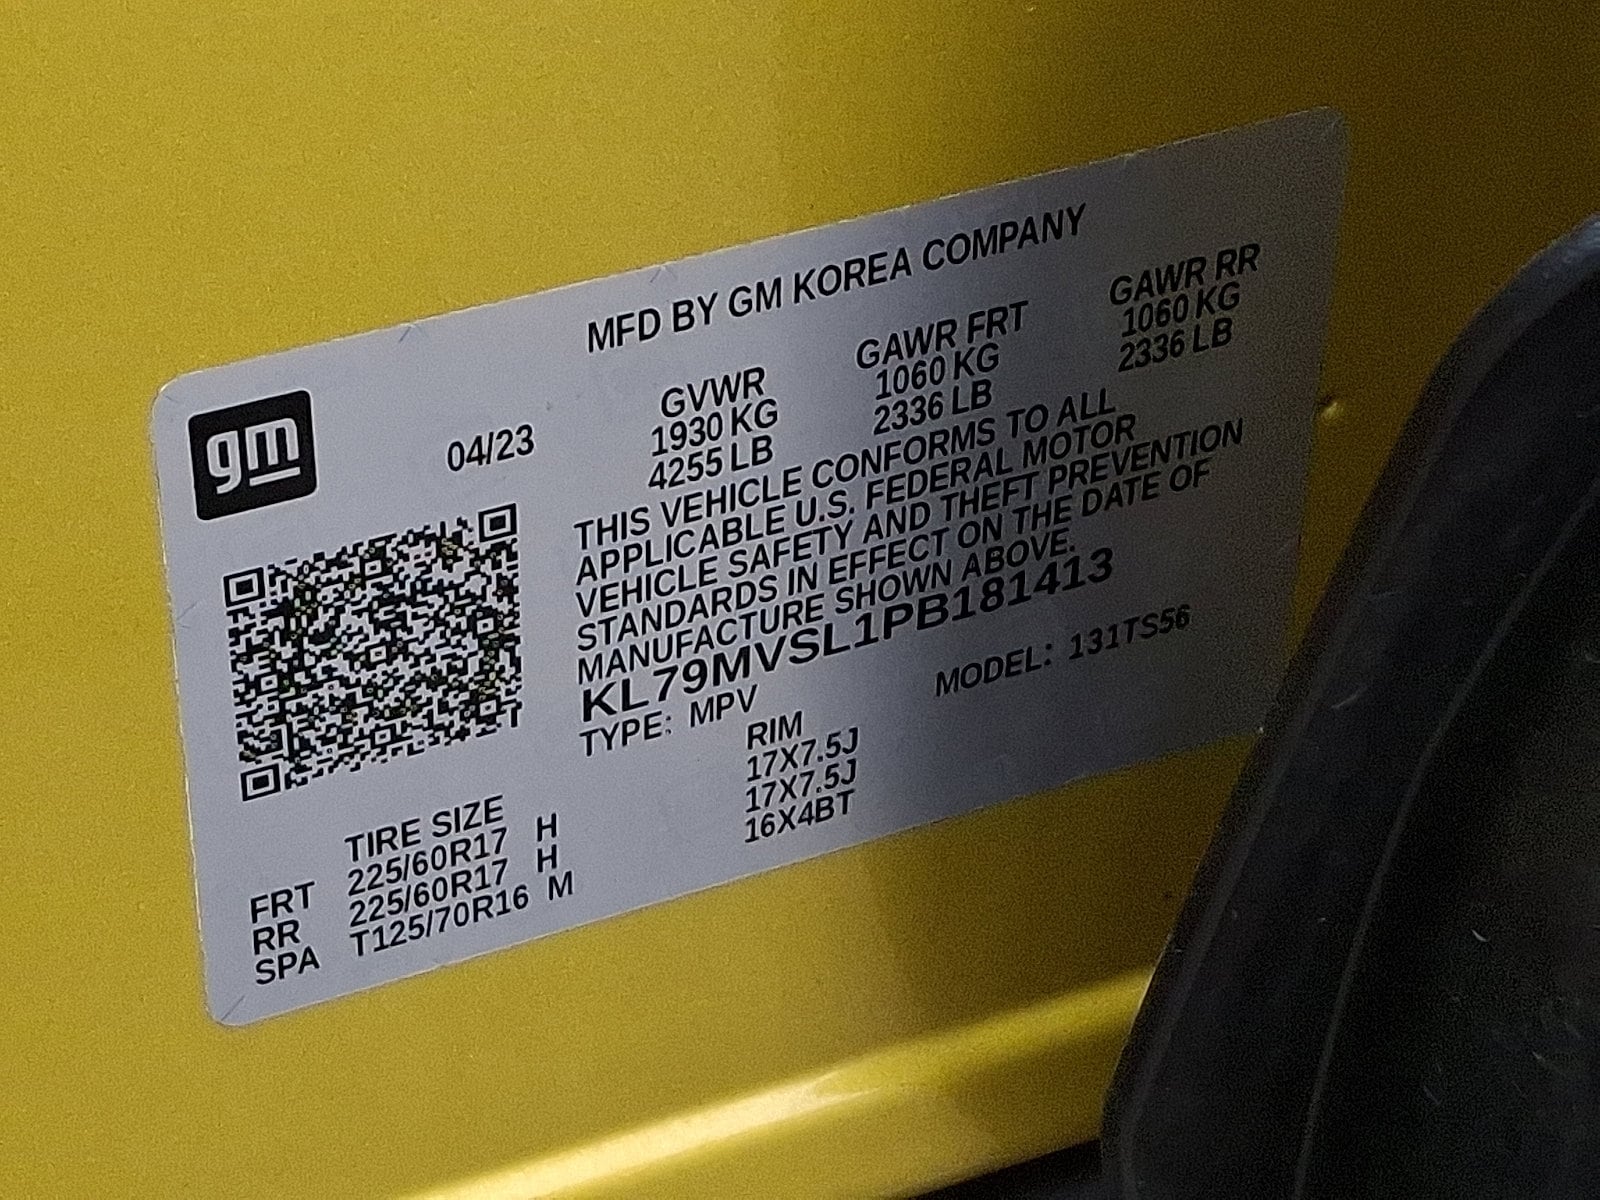 MFD BY GM KOREA COMPANY
gm
04/23
GVWR GAWR FRT GAWR RR
1930 KG 1060 KG 1060 KG
4255 LB 2336 LB 2336 LB
THIS VEHICLE CONFORMS TO ALL
APPLICABLE U.S. FEDERAL MOTOR
VEHICLE SAFETY AND THEFT PREVENTION
STANDARDS IN EFFECT ON THE DATE OF
MANUFACTURE SHOWN ABOVE.
KL79MVSL1PB181413
TYPE: MPV MODEL: 131TS56
TIRE SIZE RIM
FRT 225/60R17 H 17X7.5J
RR 225/60R17 H 17X7.5J
SPA T125/70R16 M 16X4BT